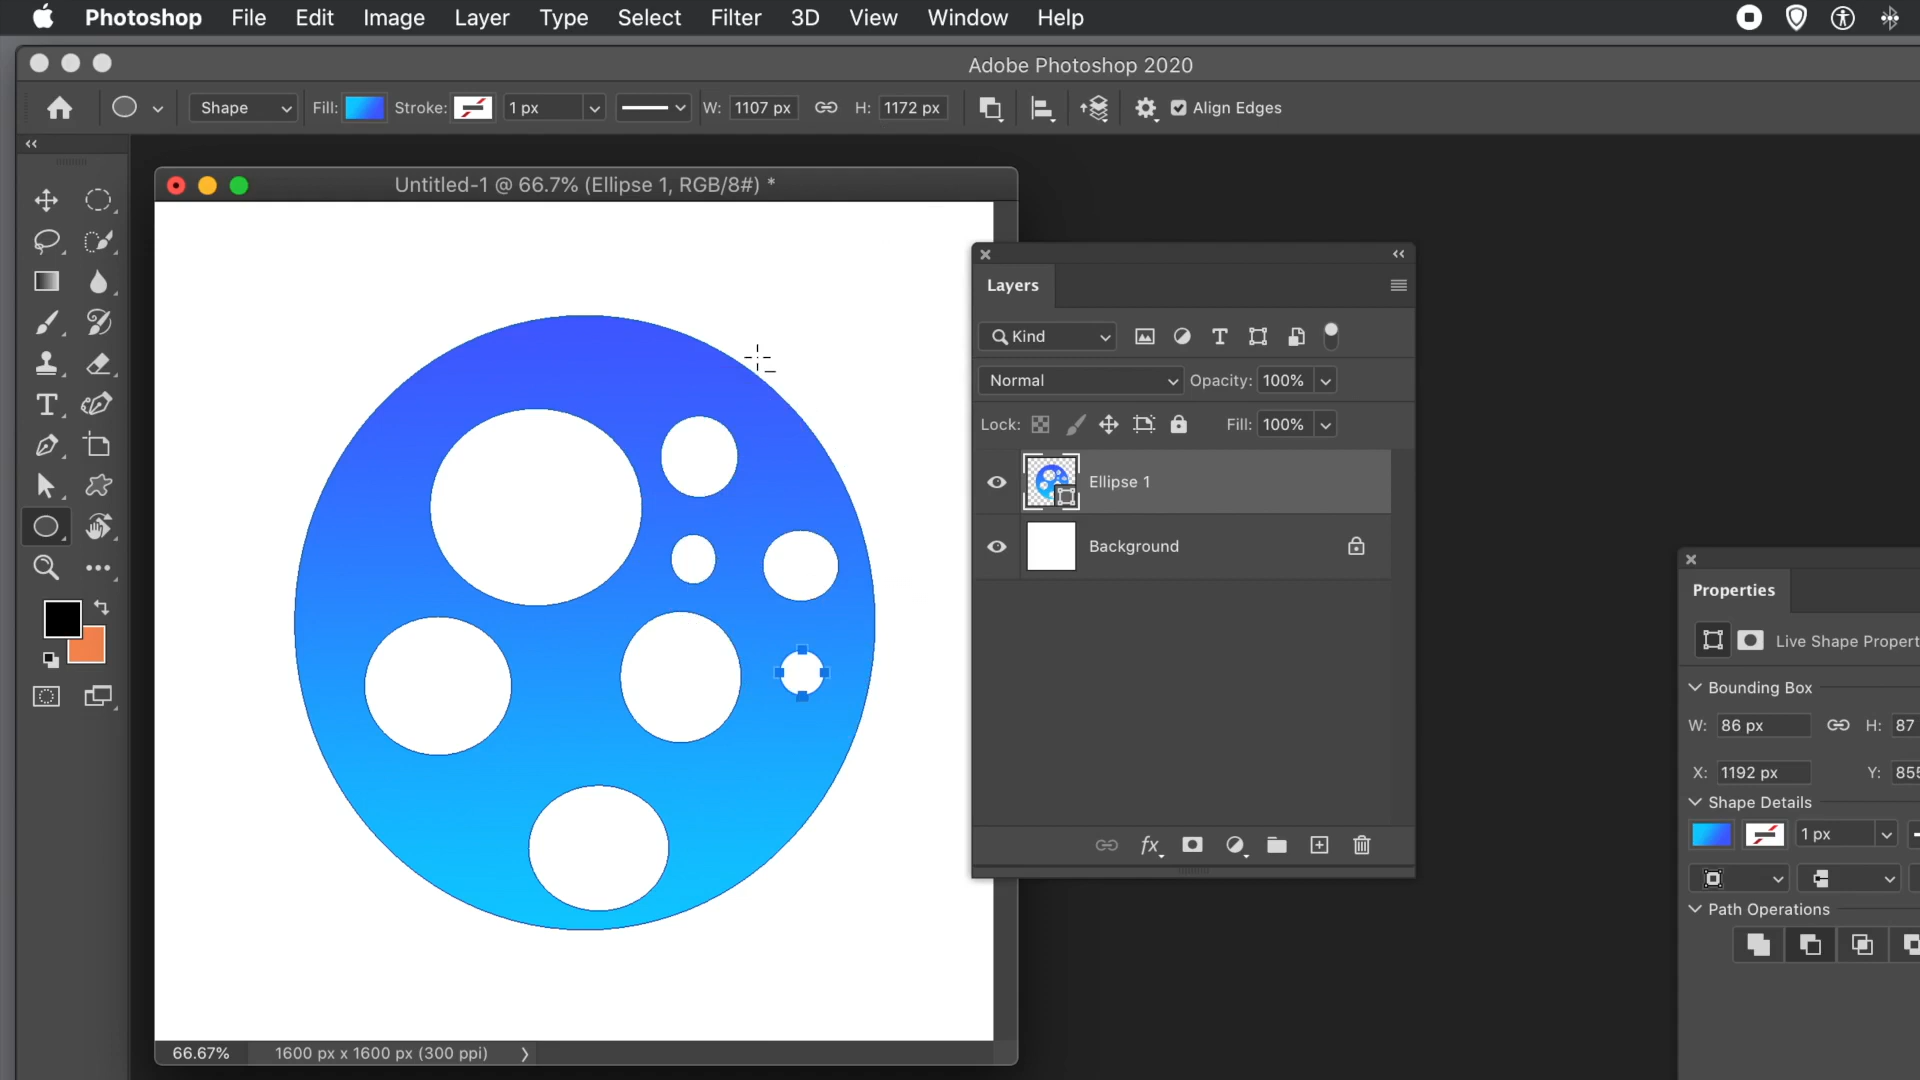 Photoshop File Edit Image Layer Type Select Filter 3D View Window Help
Adobe Photoshop 2020
Shape Fill: Stroke: 1 px W: 1107 px H: 1172 px Align Edges
Untitled-1 @ 66.7% (Ellipse 1, RGB/8#) *
Layers
Kind
Normal Opacity: 100%
Lock: Fill: 100%
Ellipse 1
Background
fx
Properties
Live Shape Propert
Bounding Box
W: 86 px H: 87
X: 1192 px Y: 855
Shape Details
1 px
Path Operations
66.67% 1600 px x 1600 px (300 ppi)